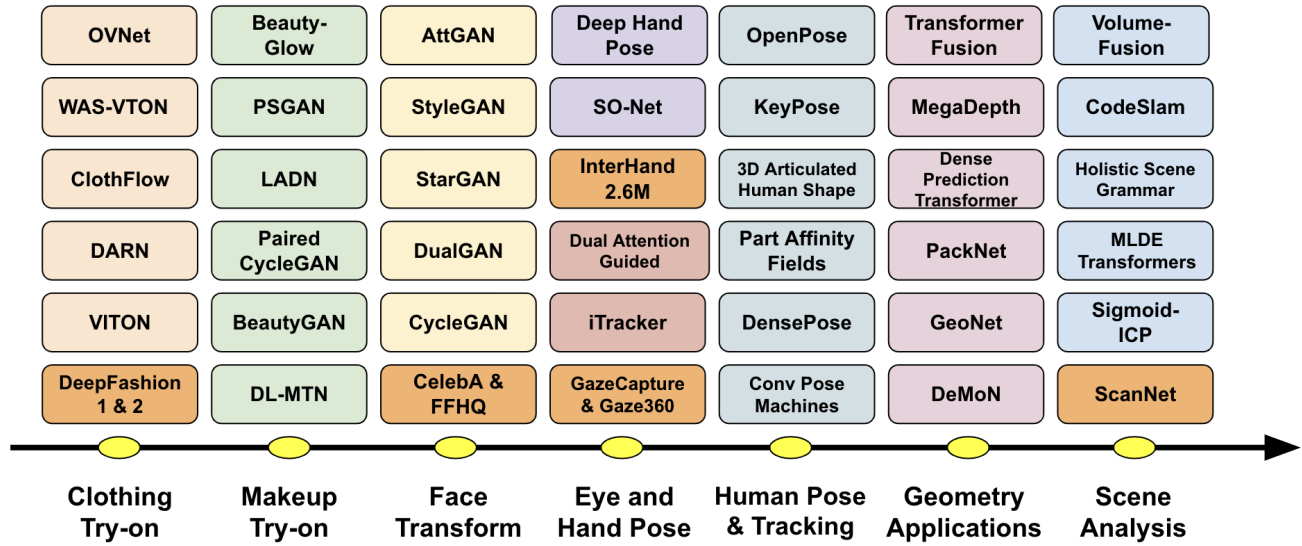 OVNet
Beauty-
Glow
AttGAN
Deep Hand
Pose
OpenPose
Transformer
Fusion
Volume-
Fusion
WAS-VTON
PSGAN
StyleGAN
SO-Net
KeyPose
MegaDepth
CodeSlam
ClothFlow
LADN
StarGAN
InterHand
2.6M
3D Articulated
Human Shape
Dense
Prediction
Transformer
Holistic Scene
Grammar
DARN
Paired
CycleGAN
DualGAN
Dual Attention
Guided
Part Affinity
Fields
PackNet
MLDE
Transformers
VITON
BeautyGAN
CycleGAN
iTracker
DensePose
GeoNet
Sigmoid-
ICP
DeepFashion
1 & 2
DL-MTN
CelebA &
FFHQ
GazeCapture
& Gaze360
Conv Pose
Machines
DeMoN
ScanNet
Clothing
Try-on
Makeup
Try-on
Face
Transform
Eye and
Hand Pose
Human Pose
& Tracking
Geometry
Applications
Scene
Analysis